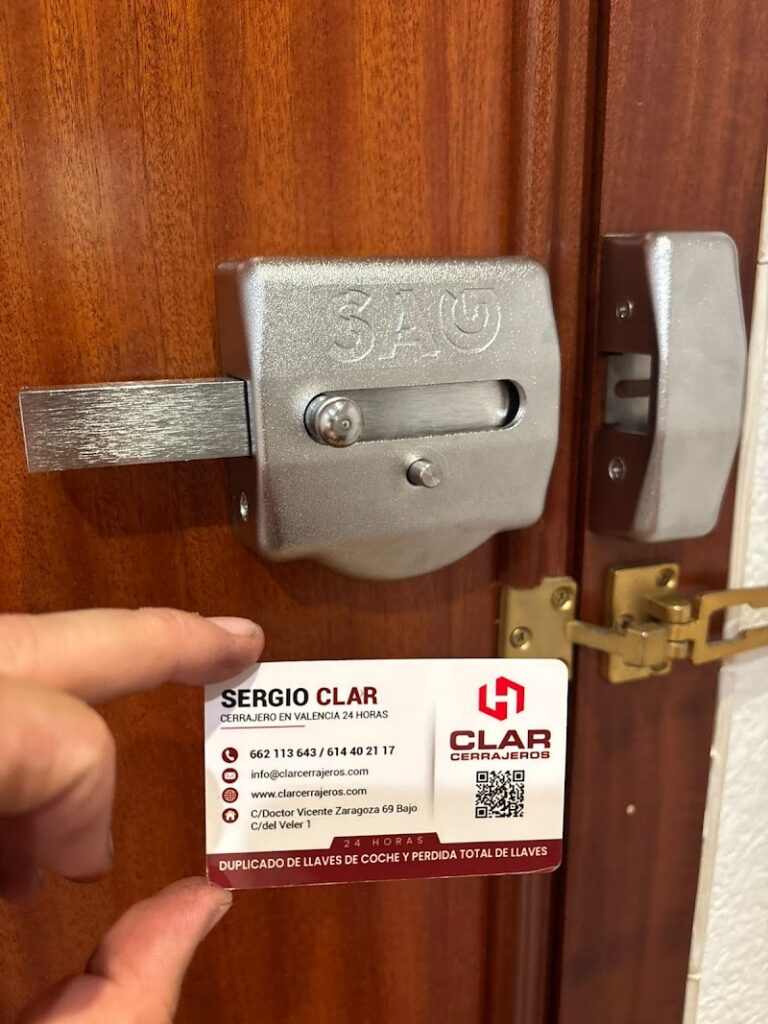 SAG
SERGIO CLAR
CERRAJERO EN VALENCIA 24 HORAS
662 113 643 / 614 40 21 17
info@clarcerrajeros.com
www.clarcerrajeros.com
C/Doctor Vicente Zaragoza 69 Bajo
C/del Veler 1
CLAR
CERRAJEROS
24 HORAS
DUPLICADO DE LLAVES DE COCHE Y PERDIDA TOTAL DE LLAVES